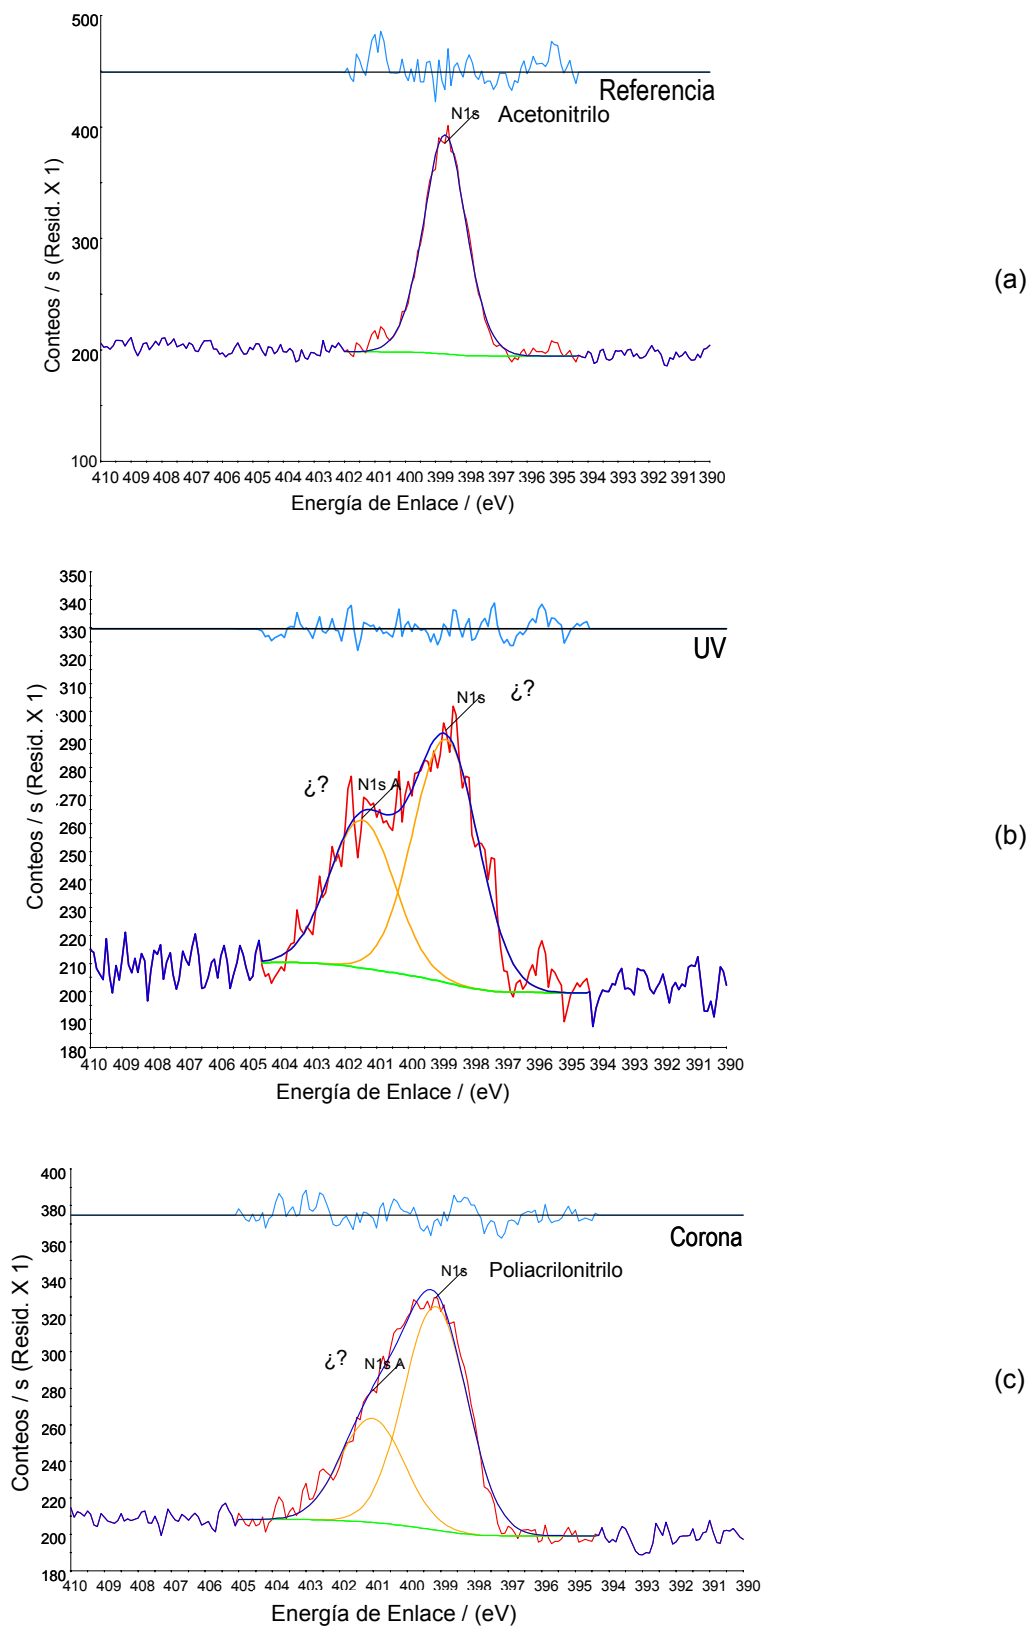 500
Referencia
N1s Acetonitrilo
400
Conteos / s (Resid. X 1)
300
(a)
200
100
410 409 408 407 406 405 404 403 402 401 400 399 398 397 396 395 394 393 392 391 390
Energía de Enlace / (eV)
350
340
330
UV
320
310
N1s ¿?
300
290
¿? N1s A
280
270
Conteos / s (Resid. X 1)
260
(b)
250
240
230
220
210
200
190
180
410 409 408 407 406 405 404 403 402 401 400 399 398 397 396 395 394 393 392 391 390
Energía de Enlace / (eV)
400
380
Corona
360
N1s Poliacrilonitrilo
340
320
¿? N1s A
300
Conteos / s (Resid. X 1)
280
(c)
260
240
220
200
180
410 409 408 407 406 405 404 403 402 401 400 399 398 397 396 395 394 393 392 391 390
Energía de Enlace / (eV)